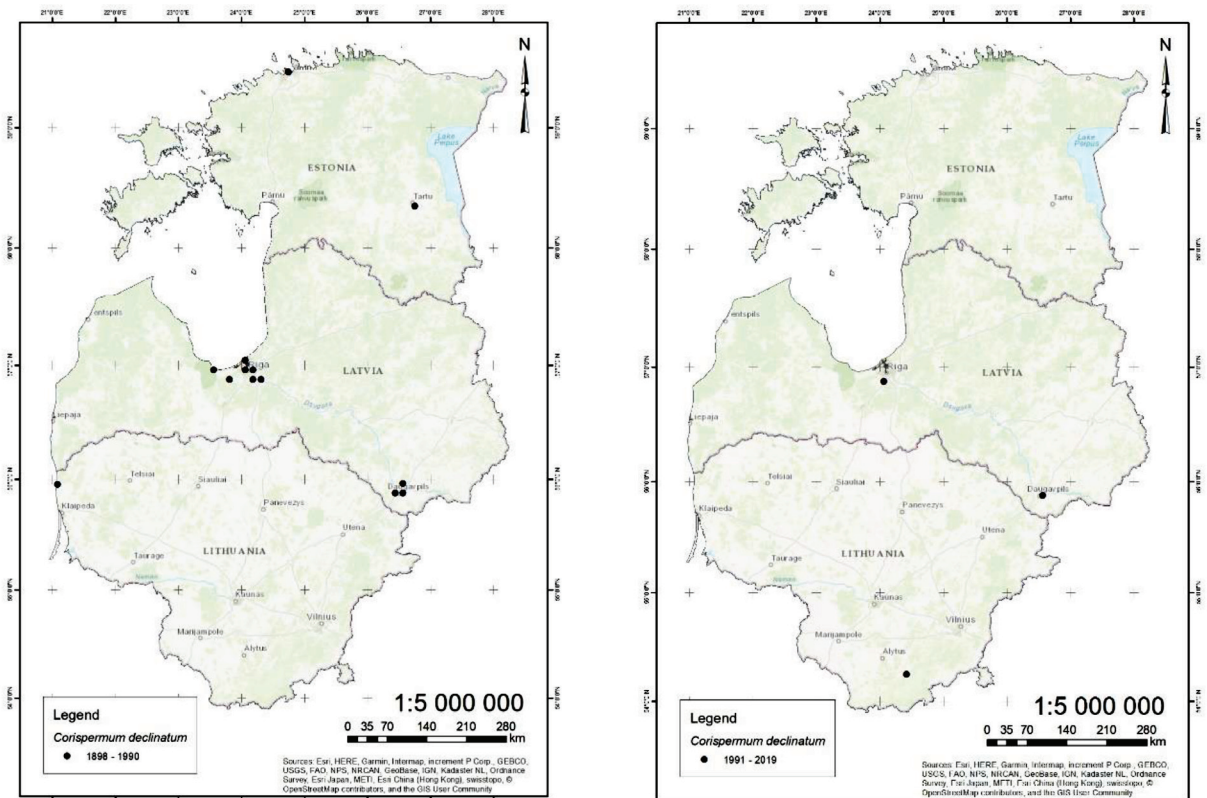 N
ESTONIA
Lake Peipus
Pärnu
Tartu
Riga
LATVIA
Daugava
Daugavpils
Telsiai
Siauliai
Panevezys
Klaipeda
Utena
LITHUANIA
Taurage
Kaunas
Vilnius
Marijampole
Alytus
1:5 000 000
0 35 70 140 210 280
km
Legend
Corispermum declinatum
1898 - 1990
Sources: Esri, HERE, Garmin, Intermap, increment P Corp., GEBCO,
USGS, FAO, NPS, NRCAN, GeoBase, IGN, Kadaster NL, Ordnance
Survey, Esri Japan, METI, Esri China (Hong Kong), swisstopo, ©
OpenStreetMap contributors, and the GIS User Community
N
ESTONIA
Lake Peipus
Pärnu
Tartu
entspils
Riga
LATVIA
Daugava
iepaja
Daugavpils
Telsiai
Siauliai
Panevezys
Klaipeda
Utena
LITHUANIA
Taurage
Kaunas
Vilnius
Marijampole
Alytus
1:5 000 000
0 35 70 140 210 280
km
Legend
Corispermum declinatum
1991 - 2019
Sources: Esri, HERE, Garmin, Intermap, increment P Corp., GEBCO,
USGS, FAO, NPS, NRCAN, GeoBase, IGN, Kadaster NL, Ordnance
Survey, Esri Japan, METI, Esri China (Hong Kong), swisstopo, ©
OpenStreetMap contributors, and the GIS User Community